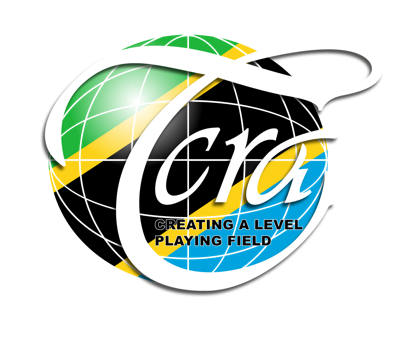 Tcra
CREATING A LEVEL
PLAYING FIELD